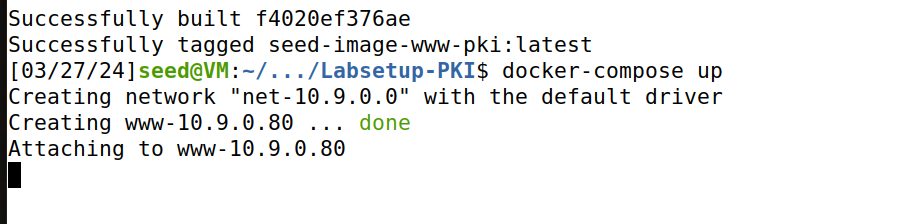 Successfully built f4020ef376ae
Successfully tagged seed-image-www-pki:latest
[03/27/24]seed@VM:~/.../Labsetup-PKI$ docker-compose up
Creating network "net-10.9.0.0" with the default driver
Creating www-10.9.0.80 ... done
Attaching to www-10.9.0.80